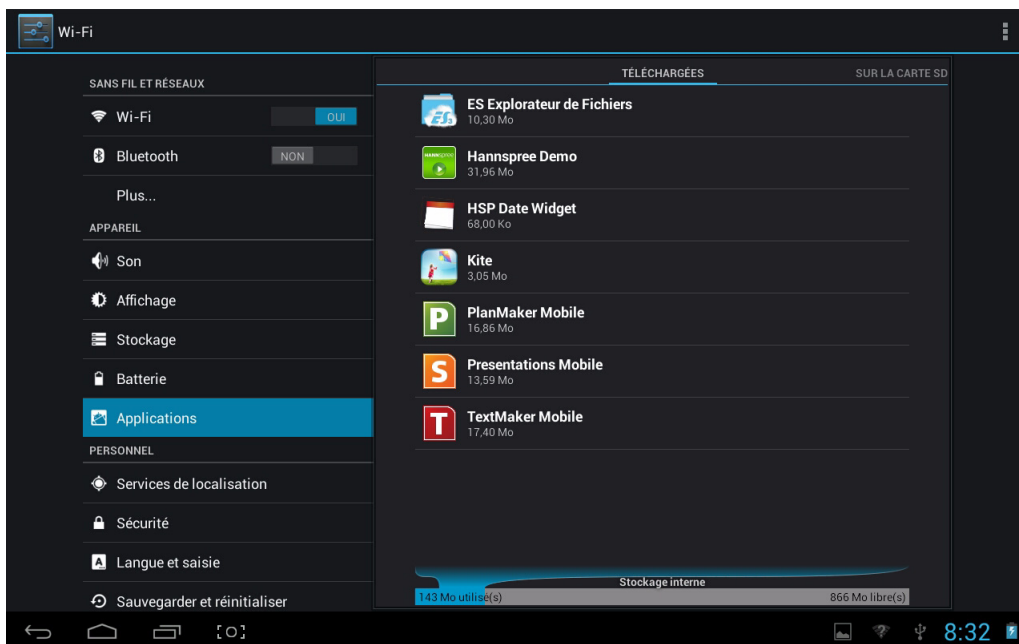 Wi-Fi
SANS FIL ET RÉSEAUX
Wi-Fi
OUI
Bluetooth
NON
Plus...
APPAREIL
Son
Affichage
Stockage
Batterie
Applications
PERSONNEL
Services de localisation
Sécurité
Langue et saisie
Sauvegarder et réinitialiser
TÉLÉCHARGÉES
SUR LA CARTE SD
ES Explorateur de Fichiers
10,30 Mo
HANNspree
Hannspree Demo
31,96 Mo
HSP Date Widget
68,00 Ko
Kite
3,05 Mo
P
PlanMaker Mobile
16,86 Mo
S
Presentations Mobile
13,59 Mo
T
TextMaker Mobile
17,40 Mo
Stockage interne
143 Mo utilisé(s)
866 Mo libre(s)
8:32